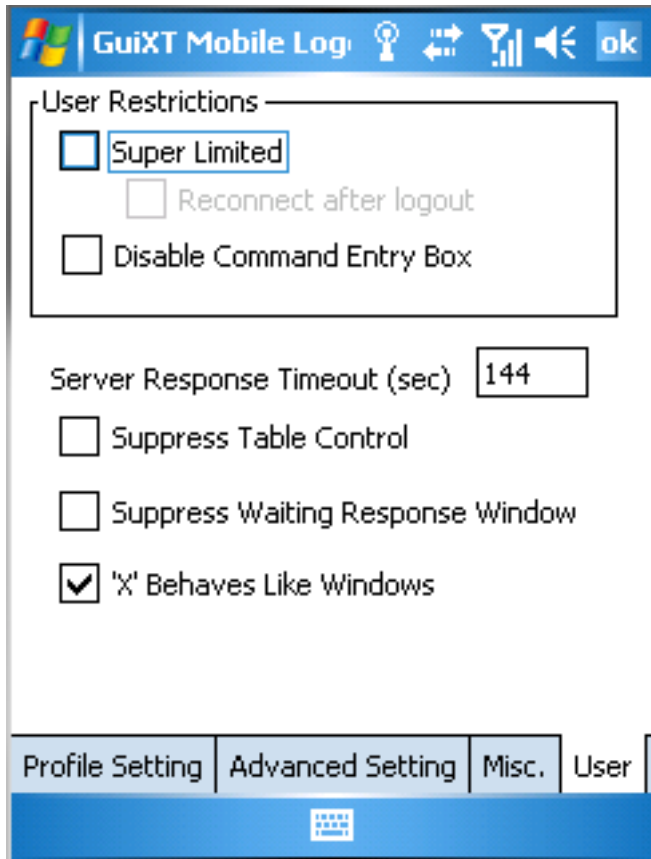 GuiXT Mobile Log
ok
User Restrictions
Super Limited
Reconnect after logout
Disable Command Entry Box
Server Response Timeout (sec) 144
Suppress Table Control
Suppress Waiting Response Window
'X' Behaves Like Windows
Profile Setting Advanced Setting Misc. User